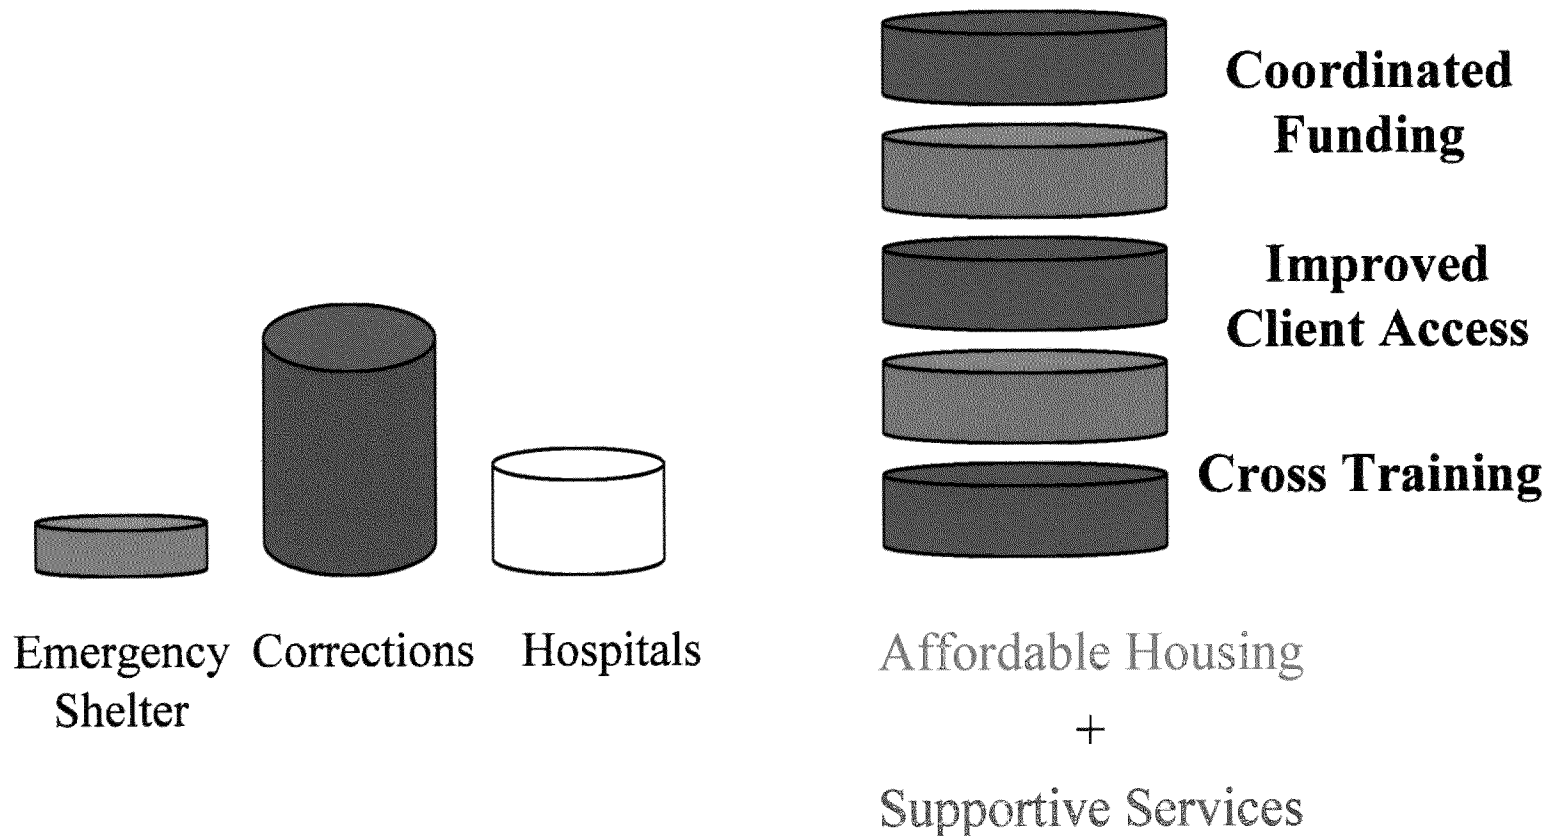 Coordinated
Funding
Improved
Client Access
Cross Training
Emergency
Shelter
Corrections
Hospitals
Affordable Housing
+
Supportive Services